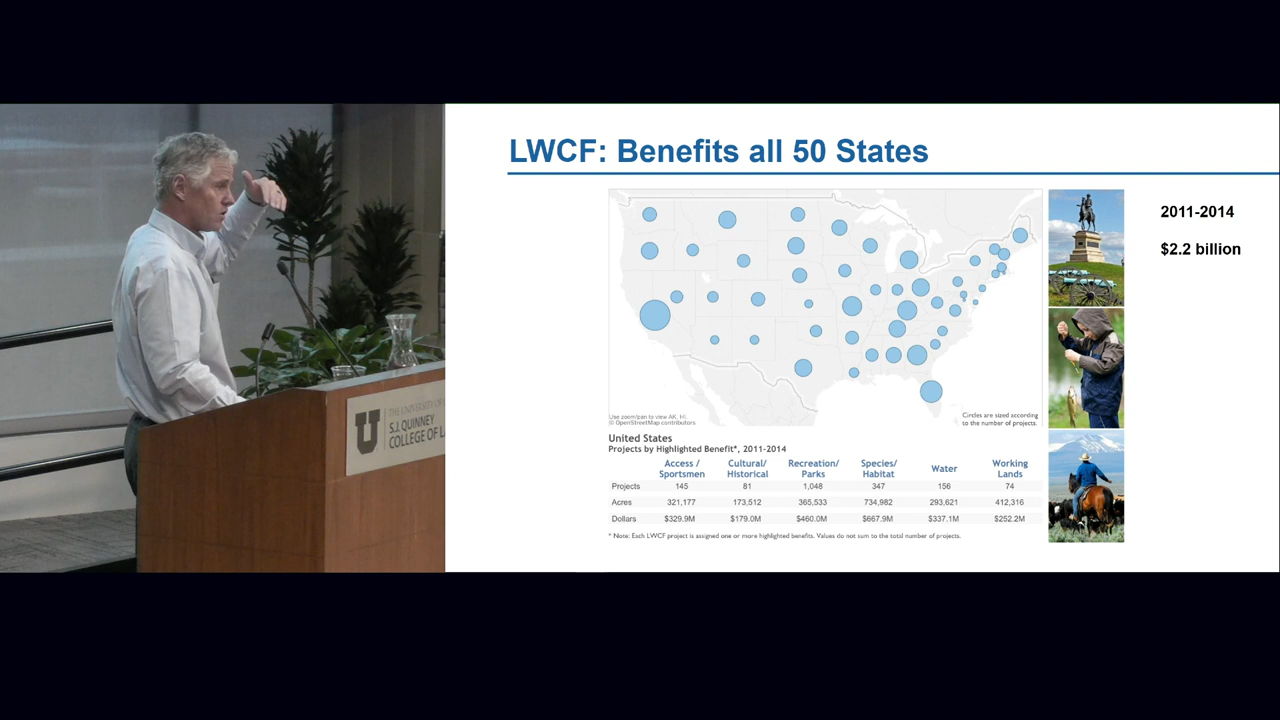 LWCF: Benefits all 50 States
2011-2014
$2.2 billion
Use zoom/pan to view AK, HI.
© OpenStreetMap contributors
Circles are sized according
to the number of projects.
United States
Projects by Highlighted Benefit*, 2011-2014
Access / Sportsmen Cultural/ Historical Recreation/ Parks Species/ Habitat Water Working Lands
Projects 145 81 1,048 347 156 74
Acres 321,177 173,512 365,533 734,982 293,621 412,316
Dollars $329.9M $179.0M $460.0M $667.9M $337.1M $252.2M
* Note: Each LWCF project is assigned one or more highlighted benefits. Values do not sum to the total number of projects.
U
THE UNIVERSITY OF
S.J. QUINNEY
COLLEGE OF L